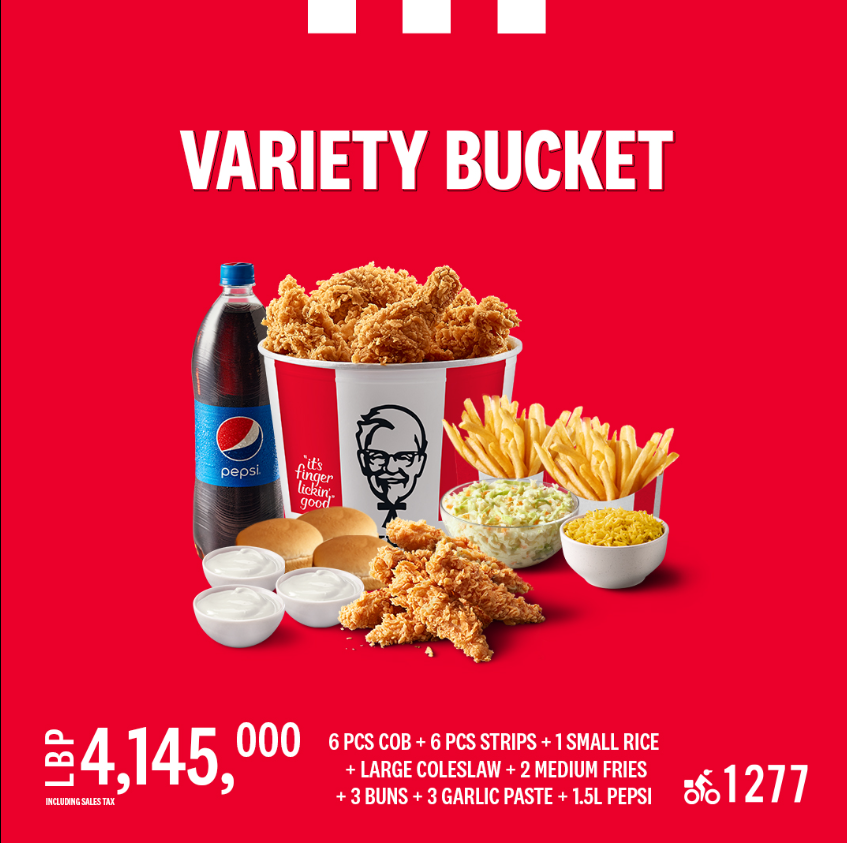 VARIETY BUCKET
pepsi
"it's
finger
lickin'
good"
LBP 4,145,000
INCLUDING SALES TAX
6 PCS COB + 6 PCS STRIPS + 1 SMALL RICE
+ LARGE COLESLAW + 2 MEDIUM FRIES
+ 3 BUNS + 3 GARLIC PASTE + 1.5L PEPSI
1277